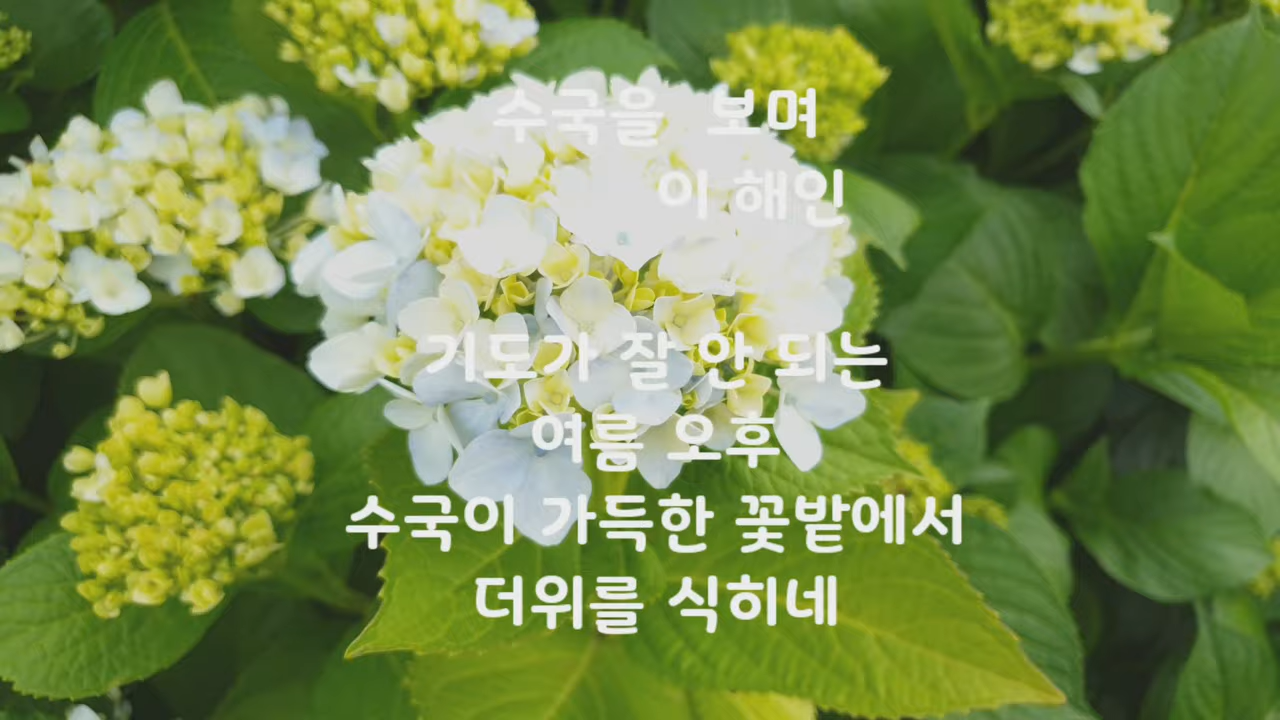 수국을 보며
이 해인
기도가 잘 안 되는
여름 오후
수국이 가득한 꽃밭에서
더위를 식히네